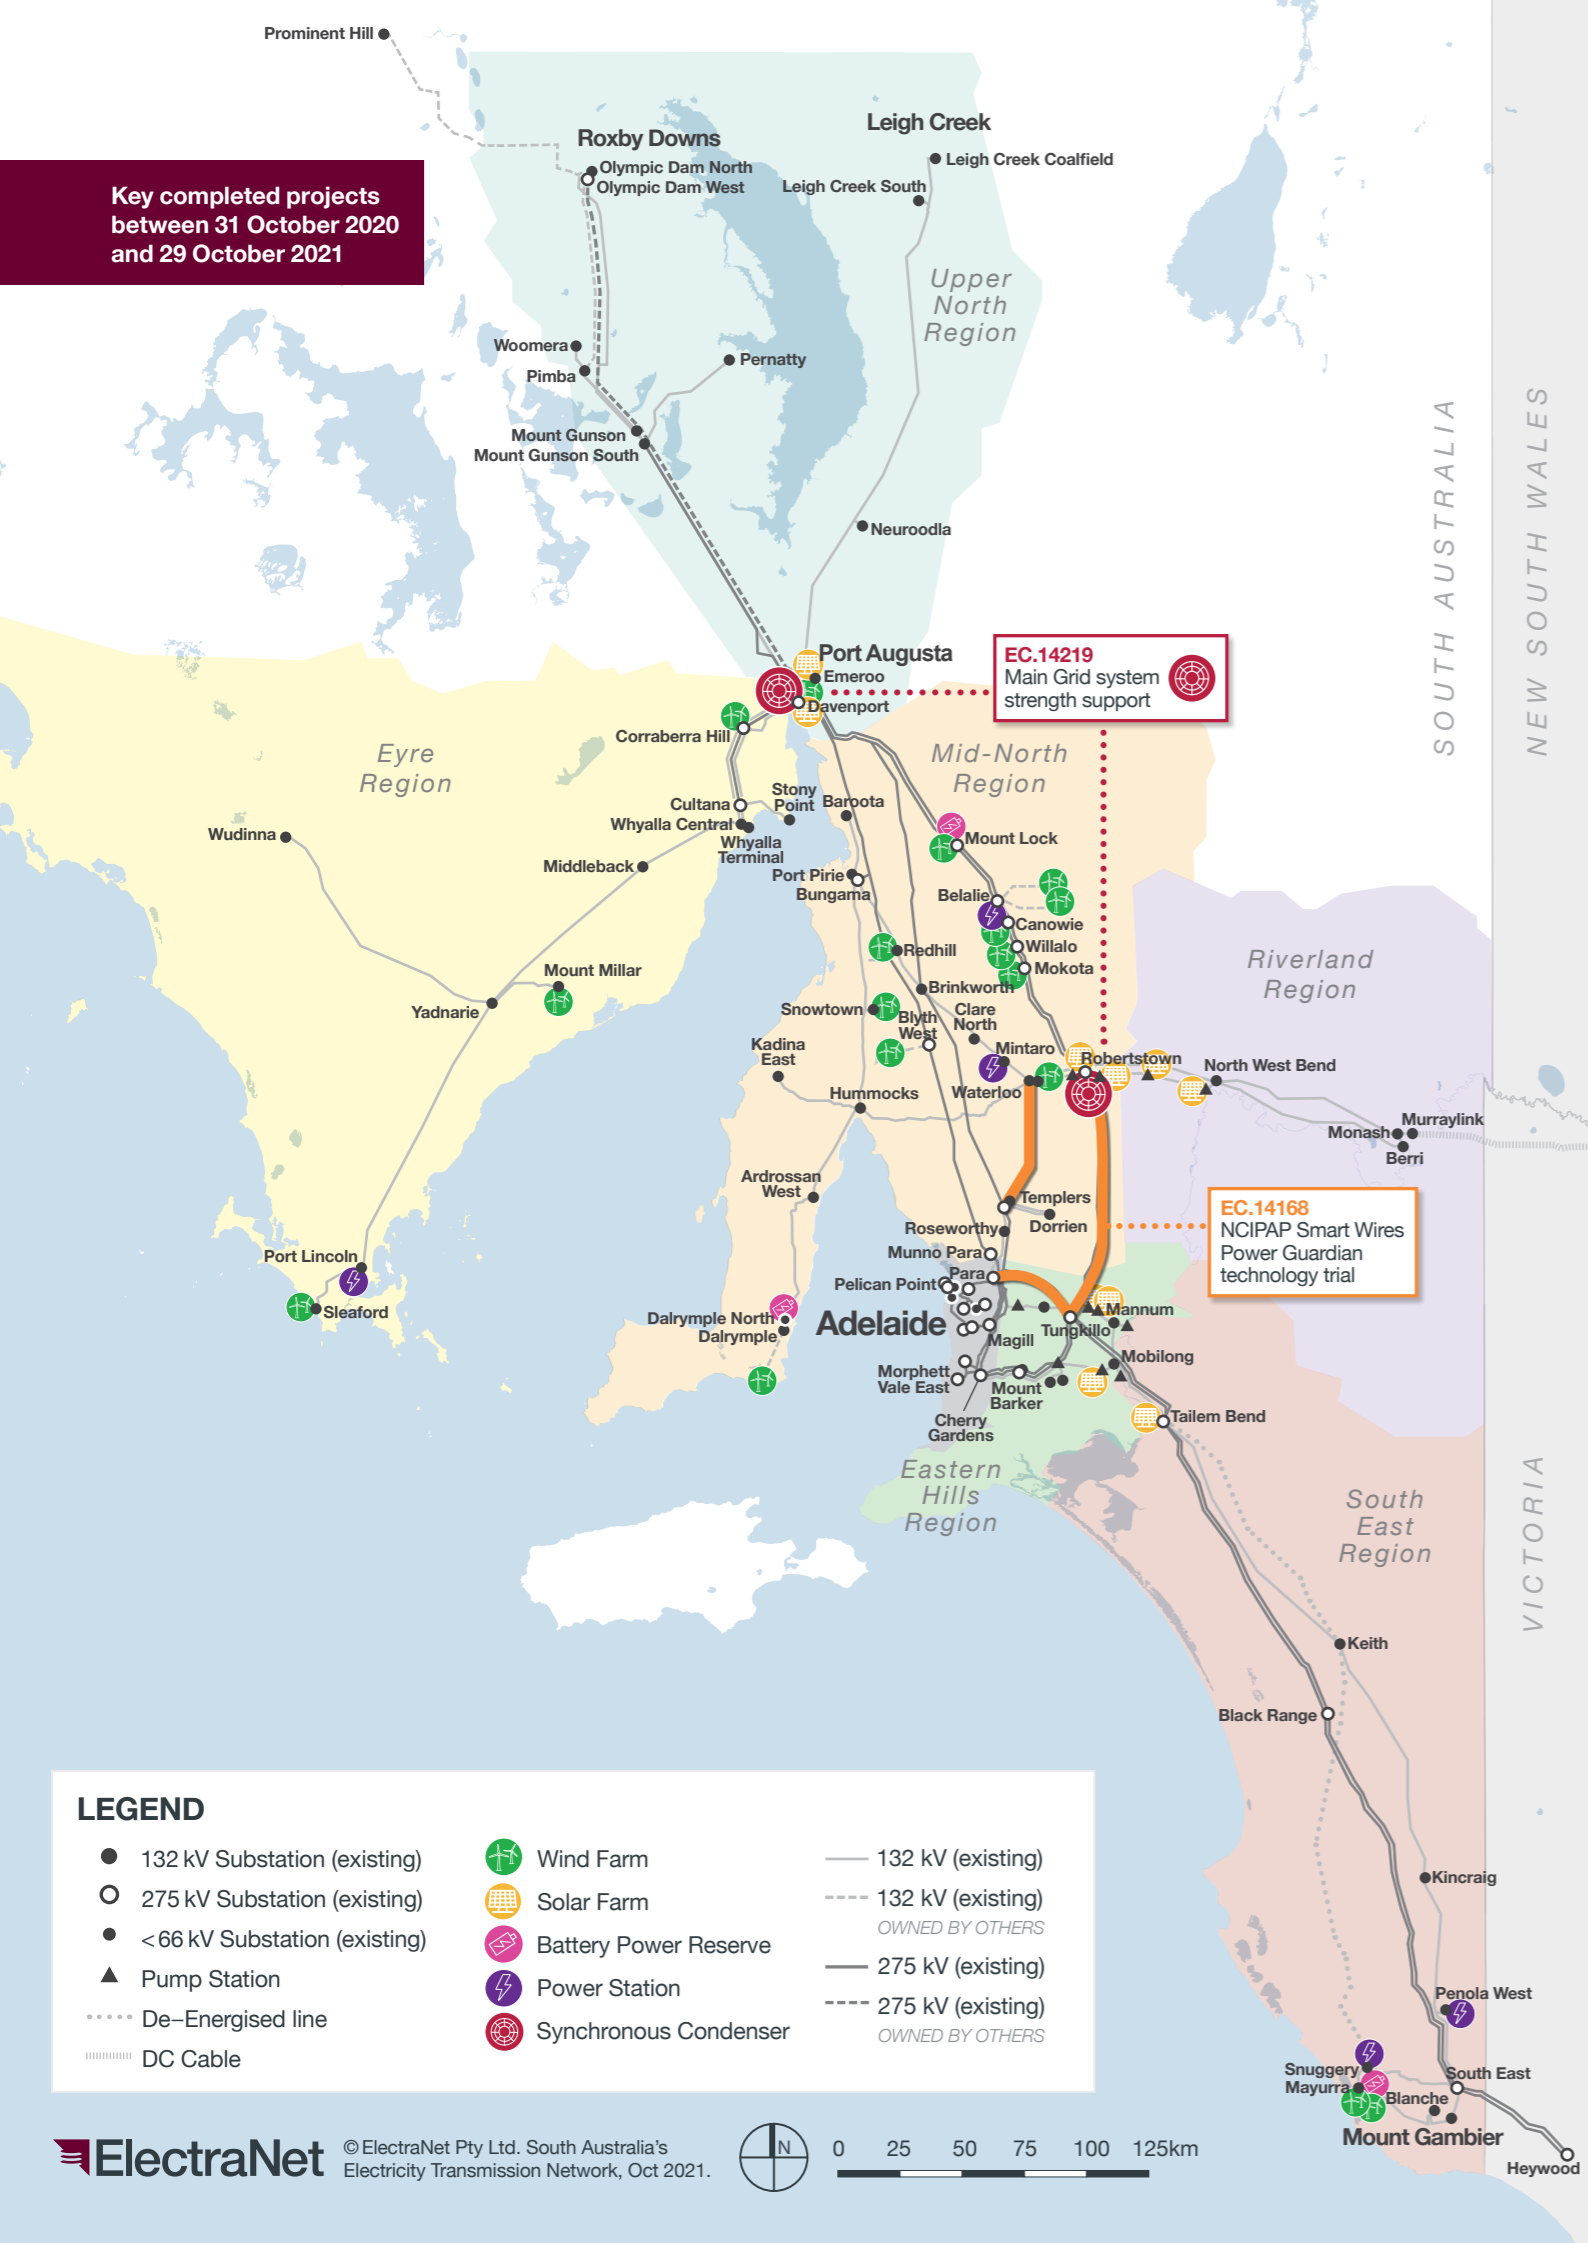 Prominent Hill
Key completed projects
between 31 October 2020
and 29 October 2021
Roxby Downs
Olympic Dam North
Olympic Dam West
Leigh Creek
Leigh Creek Coalfield
Leigh Creek South
Upper
North
Region
Woomera
Pimba
Pernatty
Mount Gunson
Mount Gunson South
Neuroodla
SOUTH AUSTRALIA
NEW SOUTH WALES
Port Augusta
Emeroo
Davenport
EC.14219
Main Grid system
strength support
Corraberra Hill
Eyre
Region
Mid-North
Region
Cultana
Stony
Point
Baroota
Whyalla Central
Whyalla
Terminal
Wudinna
Middleback
Mount Lock
Port Pirie
Bungama
Belalie
Canowie
Willalo
Mokota
Redhill
Riverland
Region
Mount Millar
Yadnarie
Brinkworth
Snowtown
Blyth
West
Clare
North
Kadina
East
Mintaro
Robertstown
North West Bend
Waterloo
Hummocks
Murraylink
Monash
Berri
Ardrossan
West
Templers
Dorrien
Roseworthy
EC.14168
NCIPAP Smart Wires
Power Guardian
technology trial
Munno Para
Para
Pelican Point
Port Lincoln
Sleaford
Dalrymple North
Dalrymple
Adelaide
Magill
Tungkillo
Mannum
Mobilong
Morphett
Vale East
Mount
Barker
Cherry
Gardens
Tailem Bend
Eastern
Hills
Region
South
East
Region
VICTORIA
Keith
Black Range
Kincraig
Penola West
Snuggery
Mayurra
South East
Blanche
Mount Gambier
Heywood
LEGEND
132 kV Substation (existing)
275 kV Substation (existing)
<66 kV Substation (existing)
Pump Station
De–Energised line
DC Cable
Wind Farm
Solar Farm
Battery Power Reserve
Power Station
Synchronous Condenser
132 kV (existing)
132 kV (existing)
OWNED BY OTHERS
275 kV (existing)
275 kV (existing)
OWNED BY OTHERS
ElectraNet
© ElectraNet Pty Ltd. South Australia's
Electricity Transmission Network, Oct 2021.
N
0 25 50 75 100 125km